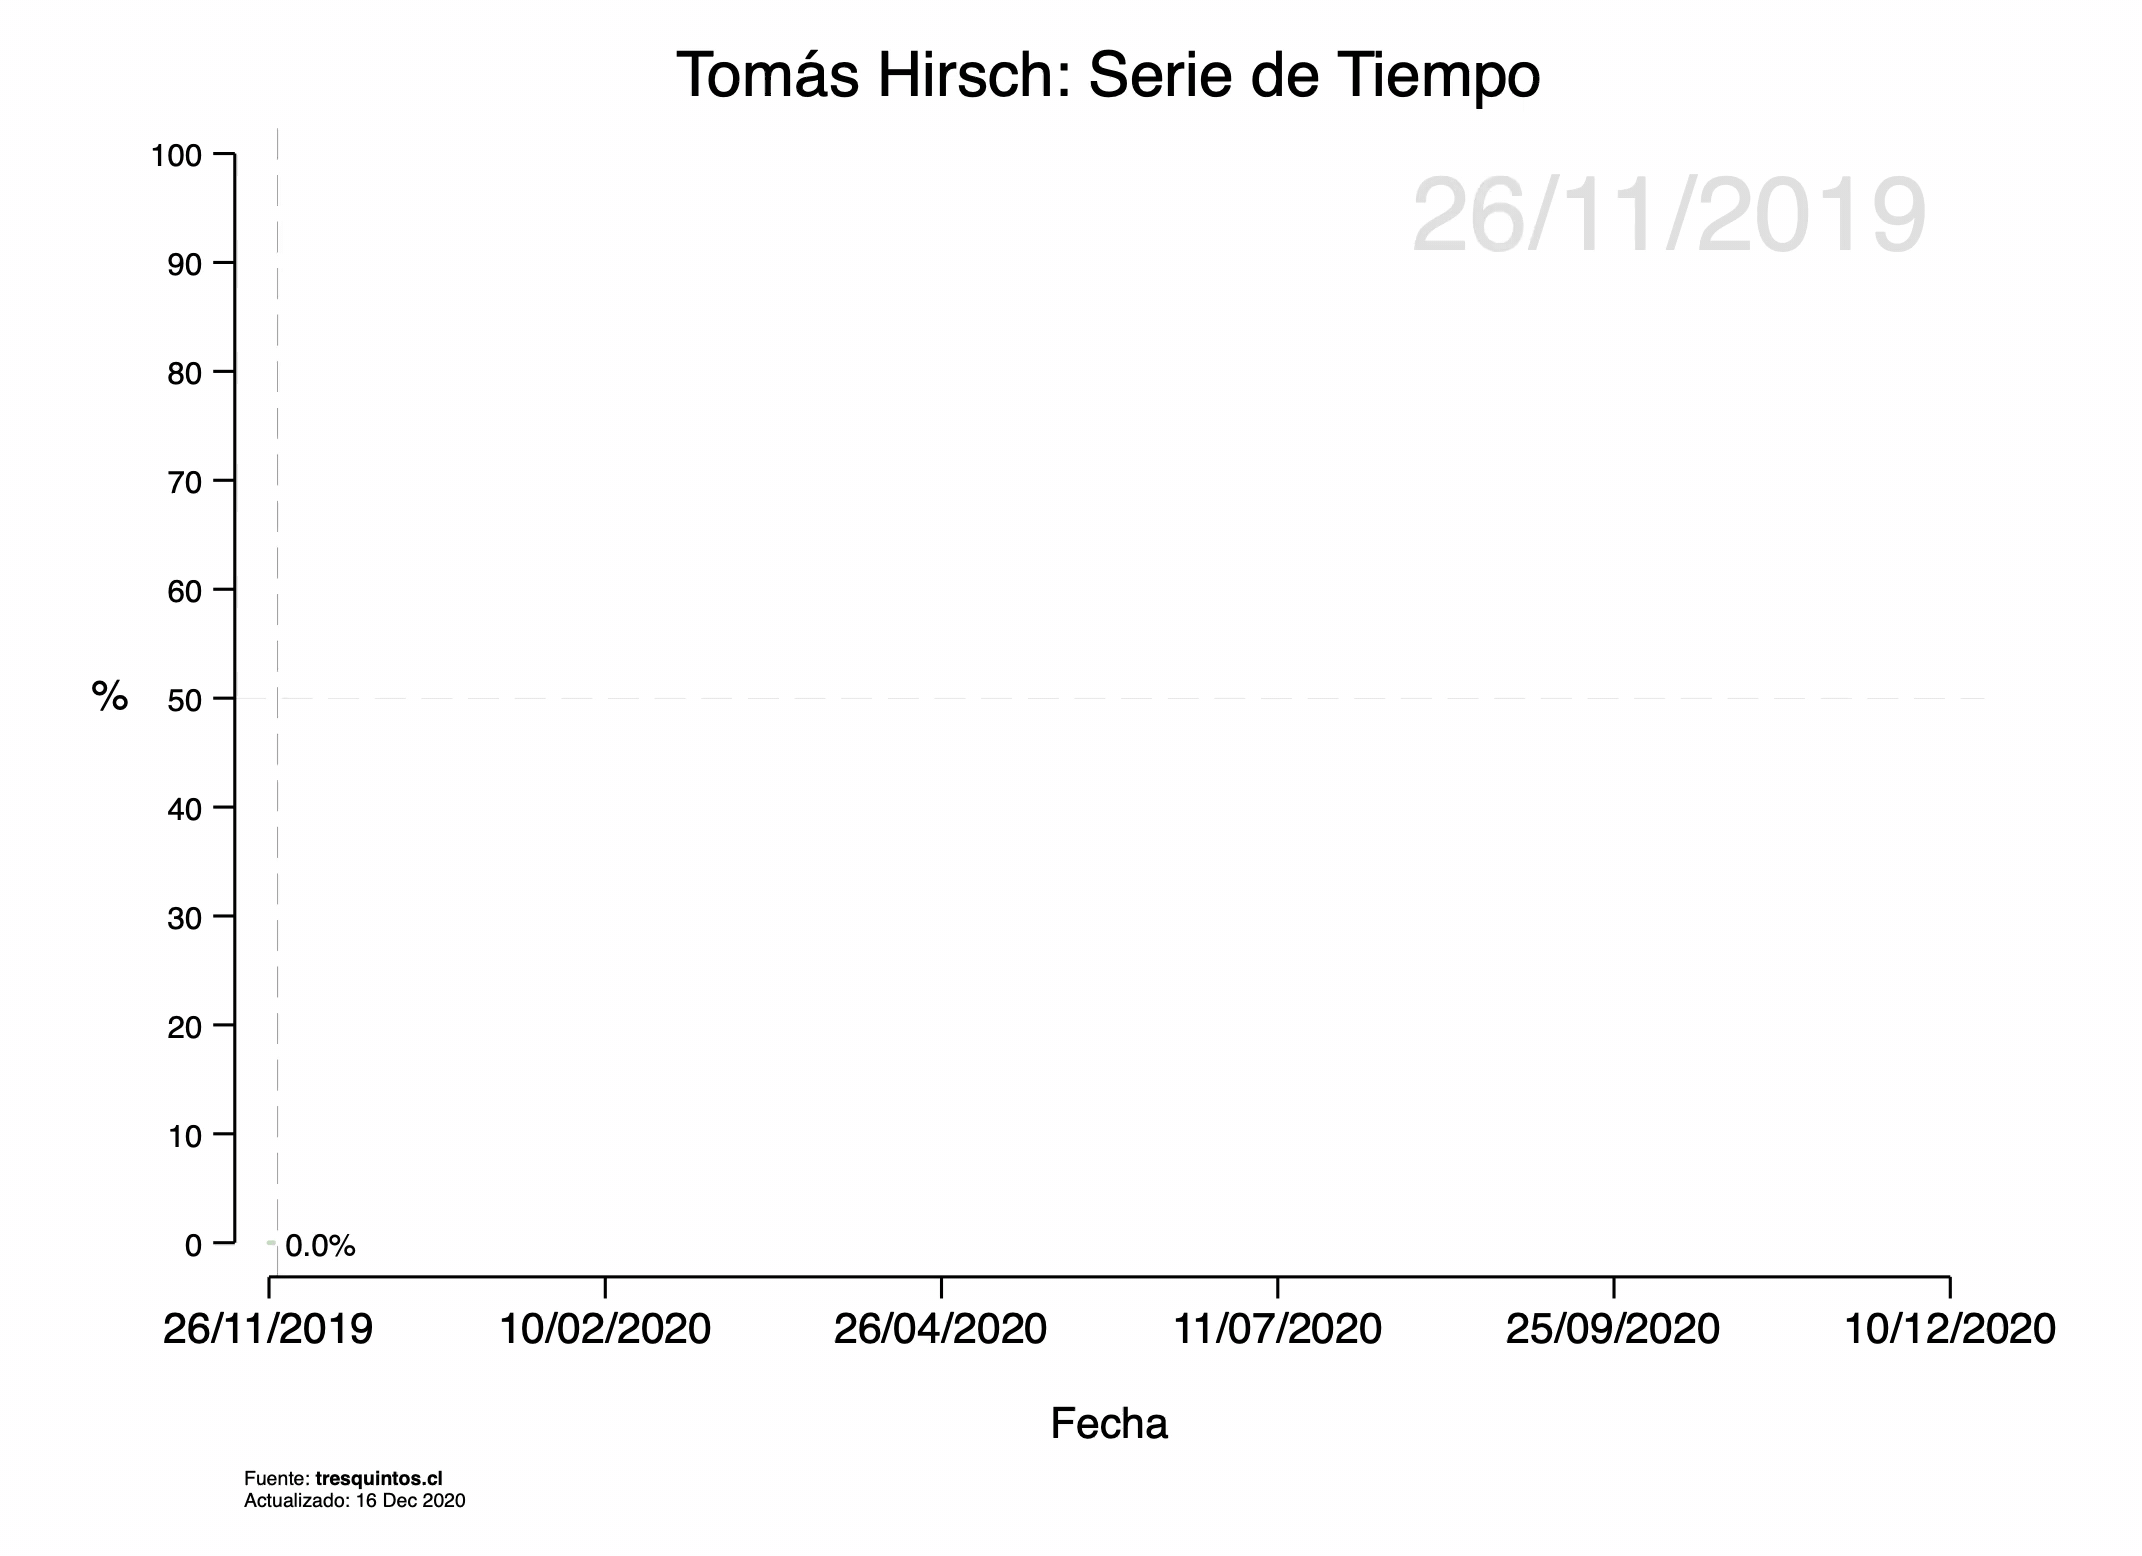 Tomás Hirsch: Serie de Tiempo
26/11/2019
100
90
80
70
60
% 50
40
30
20
10
0
0.0%
26/11/2019 10/02/2020 26/04/2020 11/07/2020 25/09/2020 10/12/2020
Fecha
Fuente: tresquintos.cl
Actualizado: 16 Dec 2020